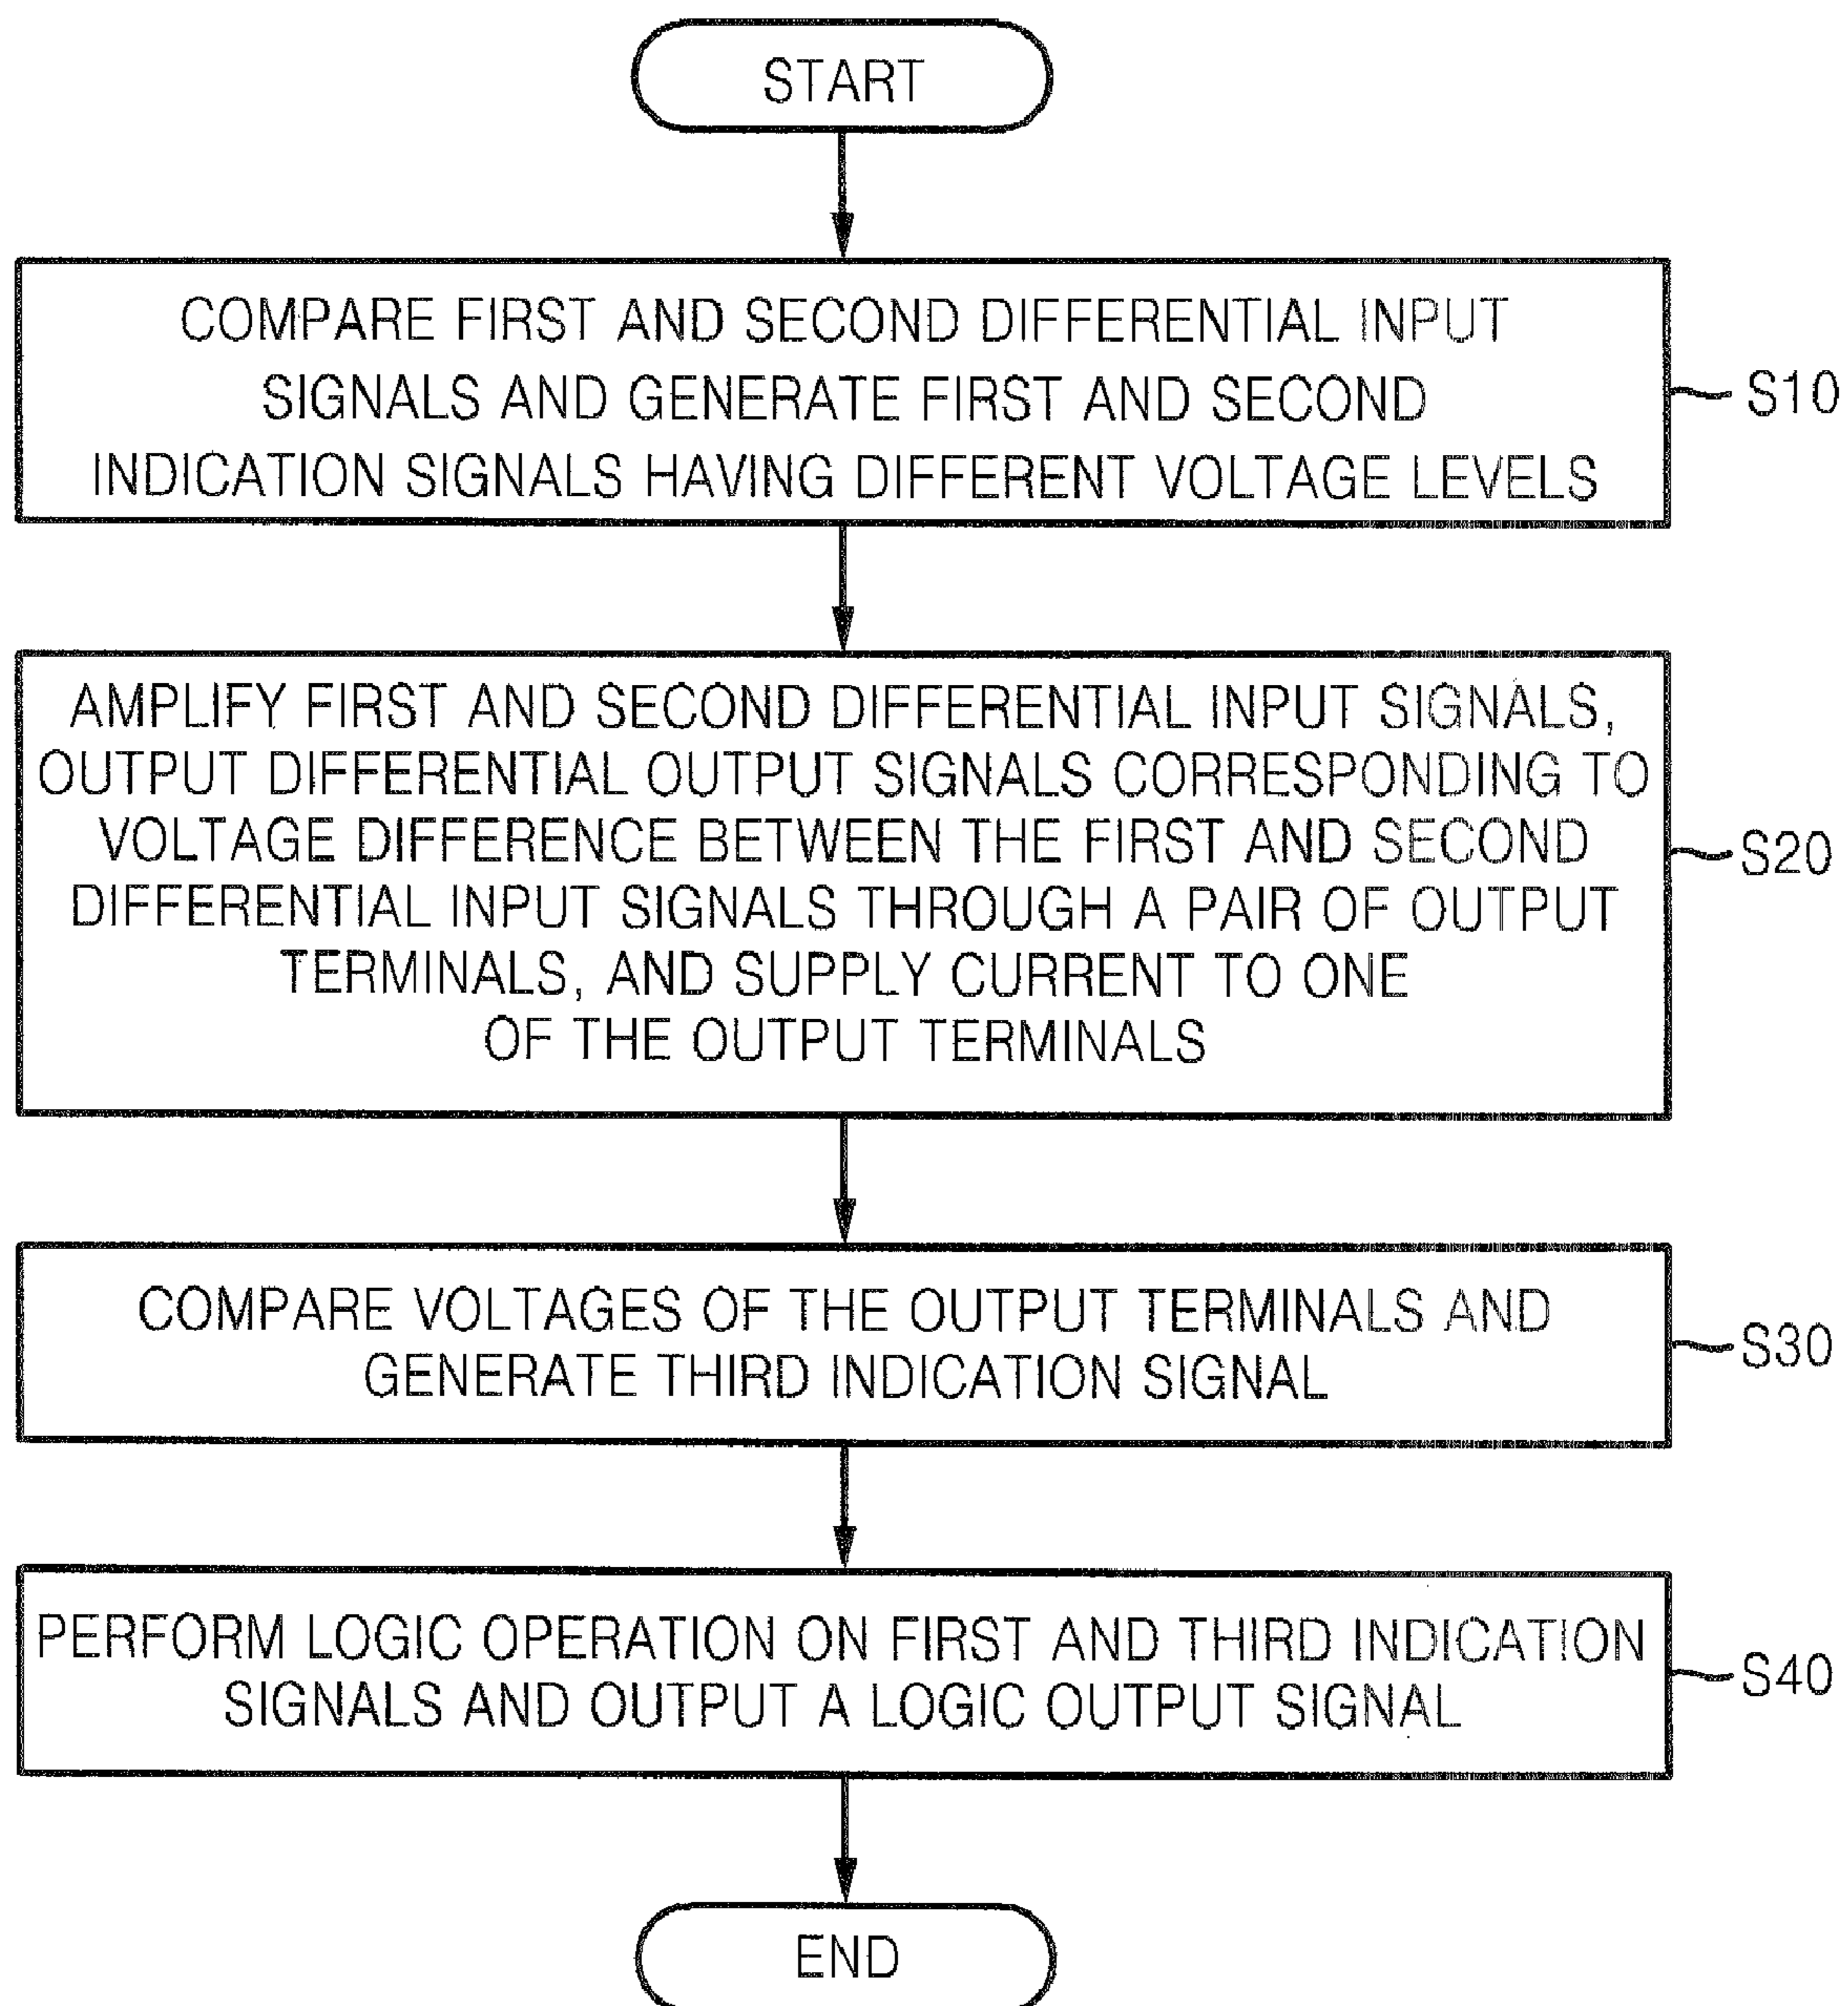 START
COMPARE FIRST AND SECOND DIFFERENTIAL INPUT
SIGNALS AND GENERATE FIRST AND SECOND
INDICATION SIGNALS HAVING DIFFERENT VOLTAGE LEVELS
S10
AMPLIFY FIRST AND SECOND DIFFERENTIAL INPUT SIGNALS,
OUTPUT DIFFERENTIAL OUTPUT SIGNALS CORRESPONDING TO
VOLTAGE DIFFERENCE BETWEEN THE FIRST AND SECOND
DIFFERENTIAL INPUT SIGNALS THROUGH A PAIR OF OUTPUT
TERMINALS, AND SUPPLY CURRENT TO ONE
OF THE OUTPUT TERMINALS
S20
COMPARE VOLTAGES OF THE OUTPUT TERMINALS AND
GENERATE THIRD INDICATION SIGNAL
S30
PERFORM LOGIC OPERATION ON FIRST AND THIRD INDICATION
SIGNALS AND OUTPUT A LOGIC OUTPUT SIGNAL
S40
END